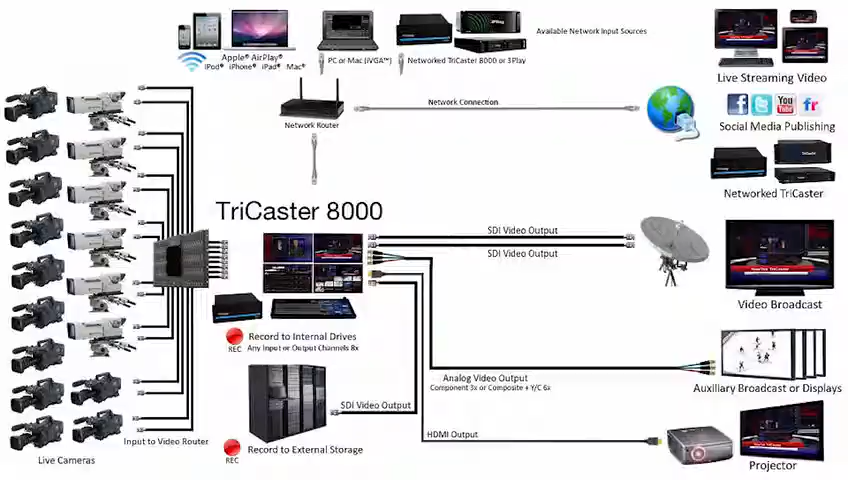 Apple® AirPlay®
iPod® iPhone® iPad® Mac®
PC or Mac (iVGA™)
Networked TriCaster 8000 or 3Play
Available Network Input Sources
Live Streaming Video
Network Connection
Network Router
You
Tube
Social Media Publishing
Networked TriCaster
TriCaster 8000
SDI Video Output
SDI Video Output
Video Broadcast
REC
Record to Internal Drives
Any Input or Output Channels 8x
Analog Video Output
Component 3x or Composite + Y/C 6x
Auxiliary Broadcast or Displays
SDI Video Output
HDMI Output
Input to Video Router
REC
Record to External Storage
Live Cameras
Projector